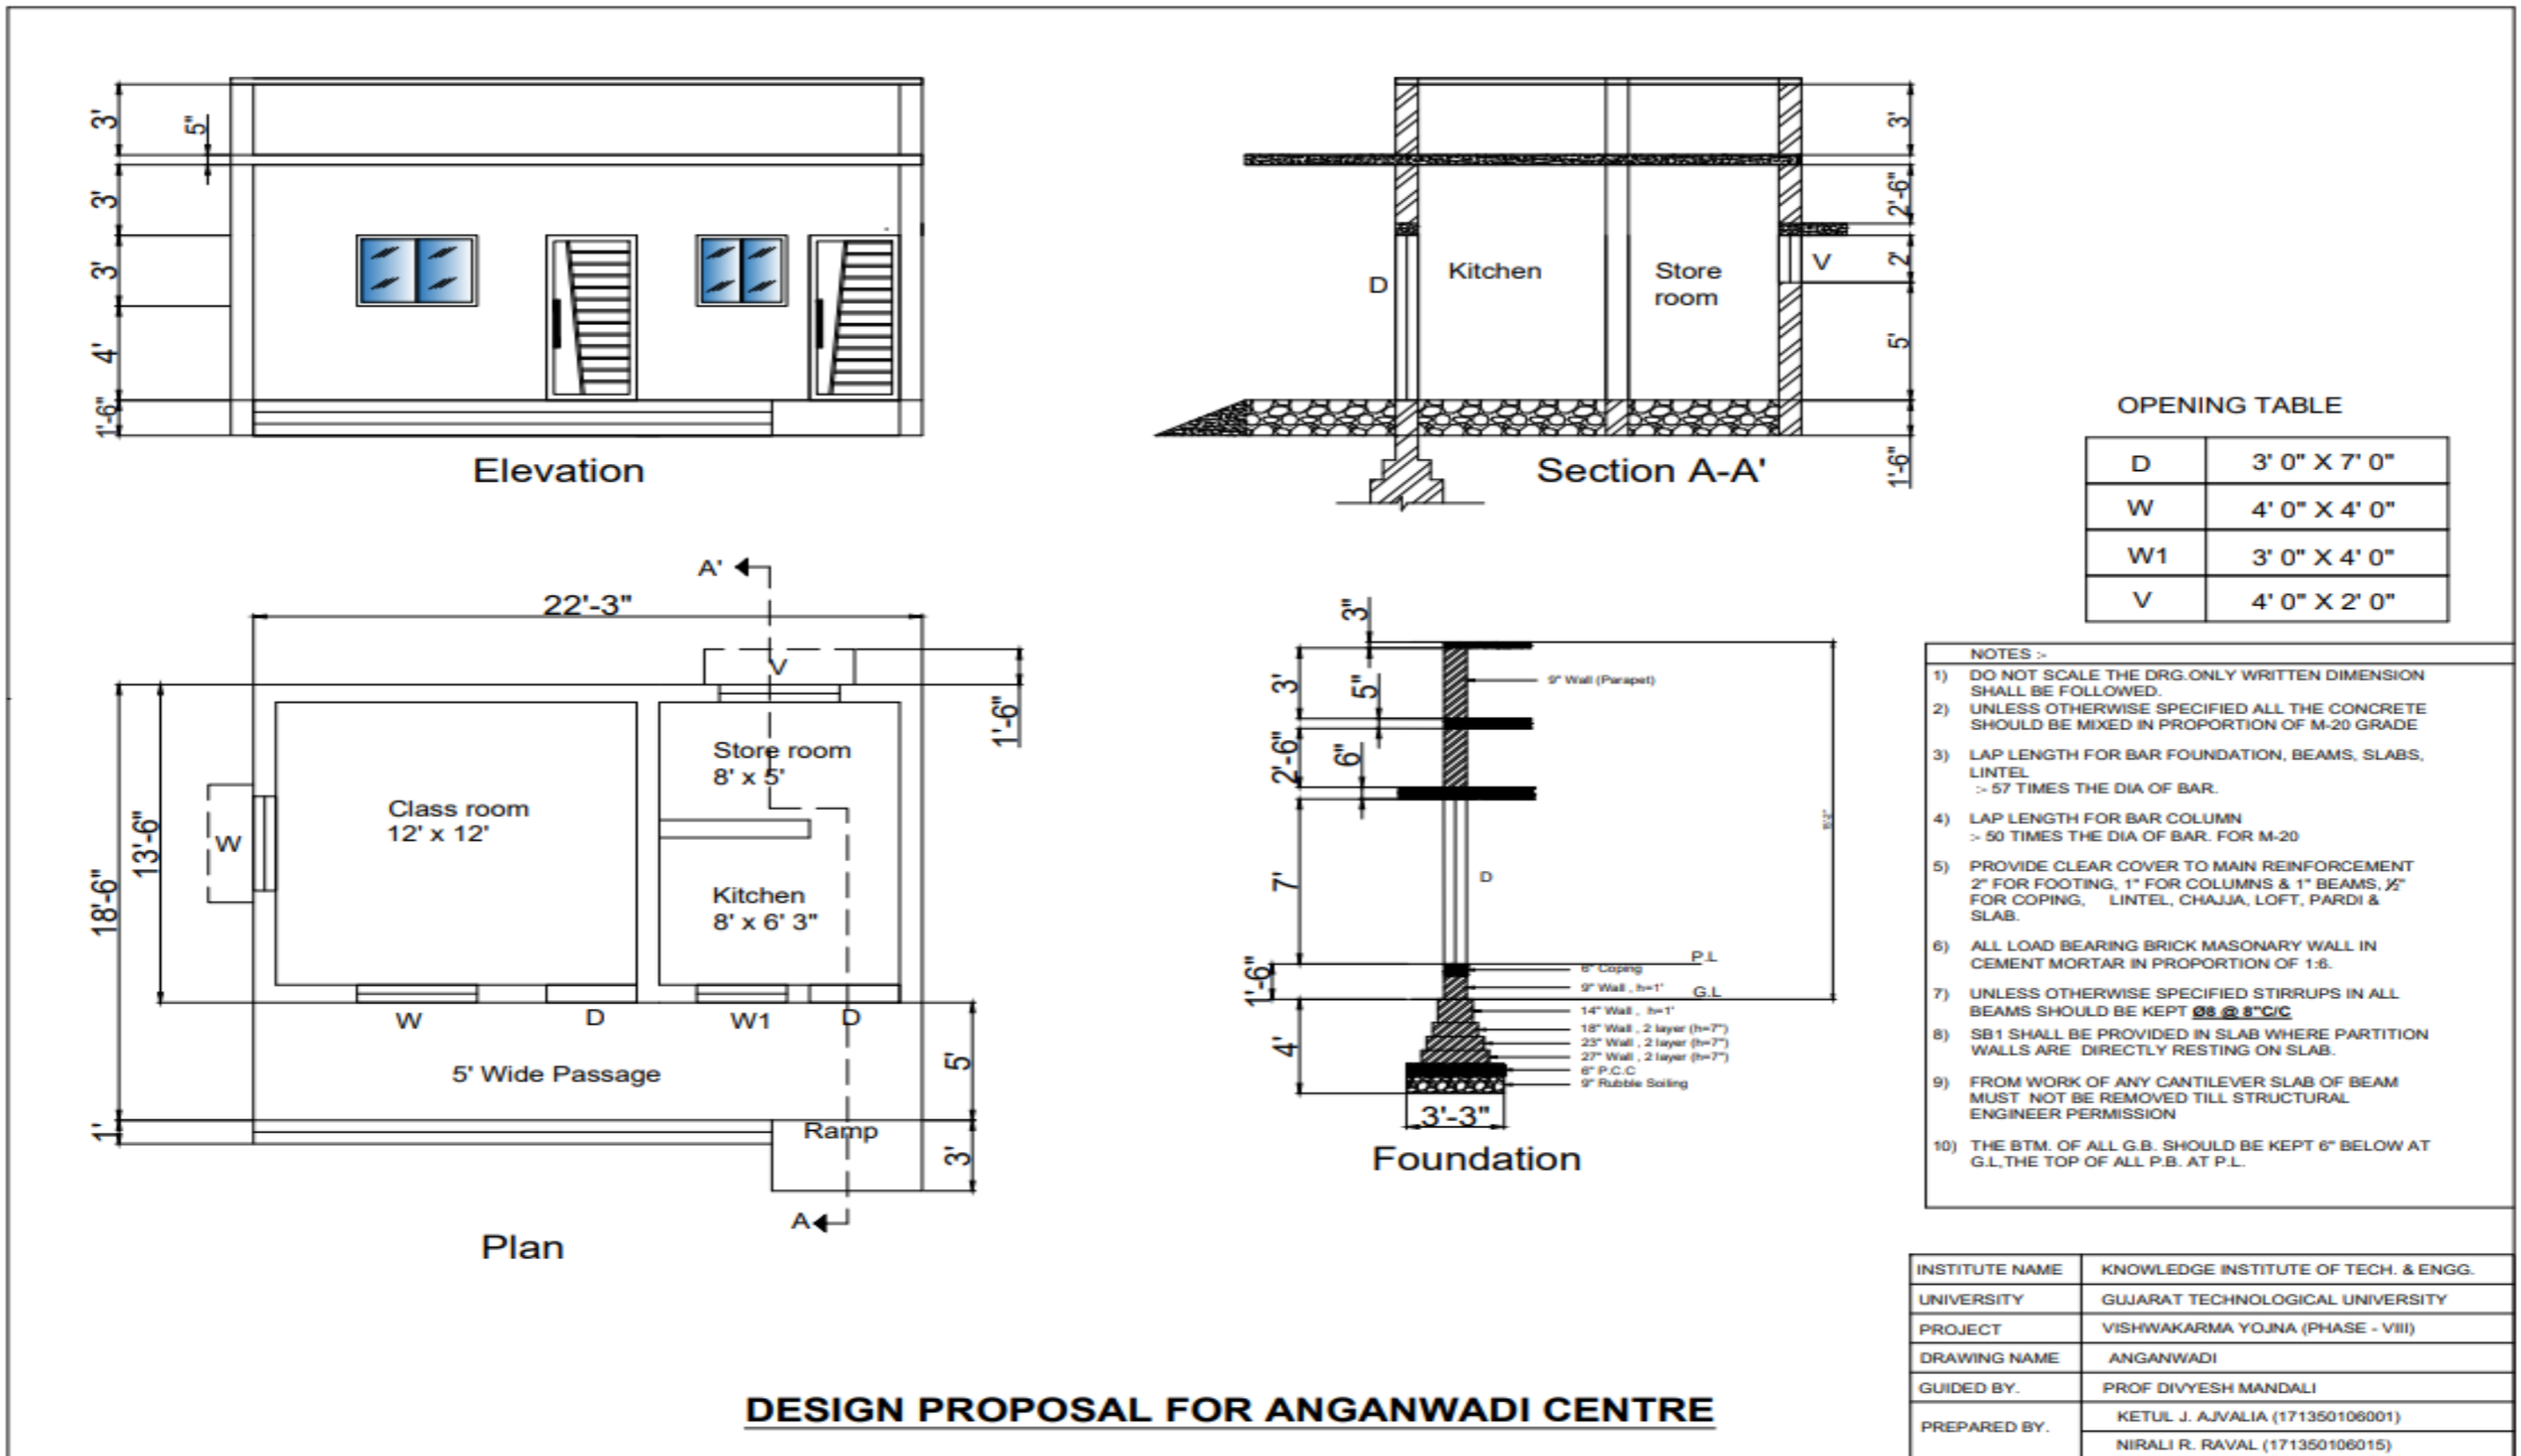 3'
5"
3'
3'
4'
1'-6"
Elevation
3'
2'-6"
2'
5'
1'-6"
D
Kitchen
Store
room
V
Section A-A'
OPENING TABLE
D 3' 0" X 7' 0"
W 4' 0" X 4' 0"
W1 3' 0" X 4' 0"
V 4' 0" X 2' 0"
A'
22'-3"
V
1'-6"
Store room
8' x 5'
Class room
12' x 12'
W
13'-6"
18'-6"
Kitchen
8' x 6' 3"
W D W1 D
5' Wide Passage
5'
1'
Ramp
3'
A
Plan
3"
3'
5"
9" Wall (Parapet)
2'-6"
6"
7'
D
P.L
1'-6"
6" Coping
9" Wall , h=1'
G.L
4'
14" Wall , h=1'
18" Wall , 2 layer (h=7")
23" Wall , 2 layer (h=7")
27" Wall , 2 layer (h=7")
6" P.C.C
9" Rubble Soiling
3'-3"
Foundation
NOTES :-
1) DO NOT SCALE THE DRG.ONLY WRITTEN DIMENSION
SHALL BE FOLLOWED.
2) UNLESS OTHERWISE SPECIFIED ALL THE CONCRETE
SHOULD BE MIXED IN PROPORTION OF M-20 GRADE
3) LAP LENGTH FOR BAR FOUNDATION, BEAMS, SLABS,
LINTEL
:- 57 TIMES THE DIA OF BAR.
4) LAP LENGTH FOR BAR COLUMN
:- 50 TIMES THE DIA OF BAR. FOR M-20
5) PROVIDE CLEAR COVER TO MAIN REINFORCEMENT
2" FOR FOOTING, 1" FOR COLUMNS & 1" BEAMS, ½"
FOR COPING, LINTEL, CHAJJA, LOFT, PARDI &
SLAB.
6) ALL LOAD BEARING BRICK MASONARY WALL IN
CEMENT MORTAR IN PROPORTION OF 1:6.
7) UNLESS OTHERWISE SPECIFIED STIRRUPS IN ALL
BEAMS SHOULD BE KEPT Ø8 @ 8"C/C
8) SB1 SHALL BE PROVIDED IN SLAB WHERE PARTITION
WALLS ARE DIRECTLY RESTING ON SLAB.
9) FROM WORK OF ANY CANTILEVER SLAB OF BEAM
MUST NOT BE REMOVED TILL STRUCTURAL
ENGINEER PERMISSION
10) THE BTM. OF ALL G.B. SHOULD BE KEPT 6" BELOW AT
G.L,THE TOP OF ALL P.B. AT P.L.
INSTITUTE NAME KNOWLEDGE INSTITUTE OF TECH. & ENGG.
UNIVERSITY GUJARAT TECHNOLOGICAL UNIVERSITY
PROJECT VISHWAKARMA YOJNA (PHASE - VIII)
DRAWING NAME ANGANWADI
GUIDED BY. PROF DIVYESH MANDALI
PREPARED BY. KETUL J. AJVALIA (171350106001)
NIRALI R. RAVAL (171350106015)
DESIGN PROPOSAL FOR ANGANWADI CENTRE